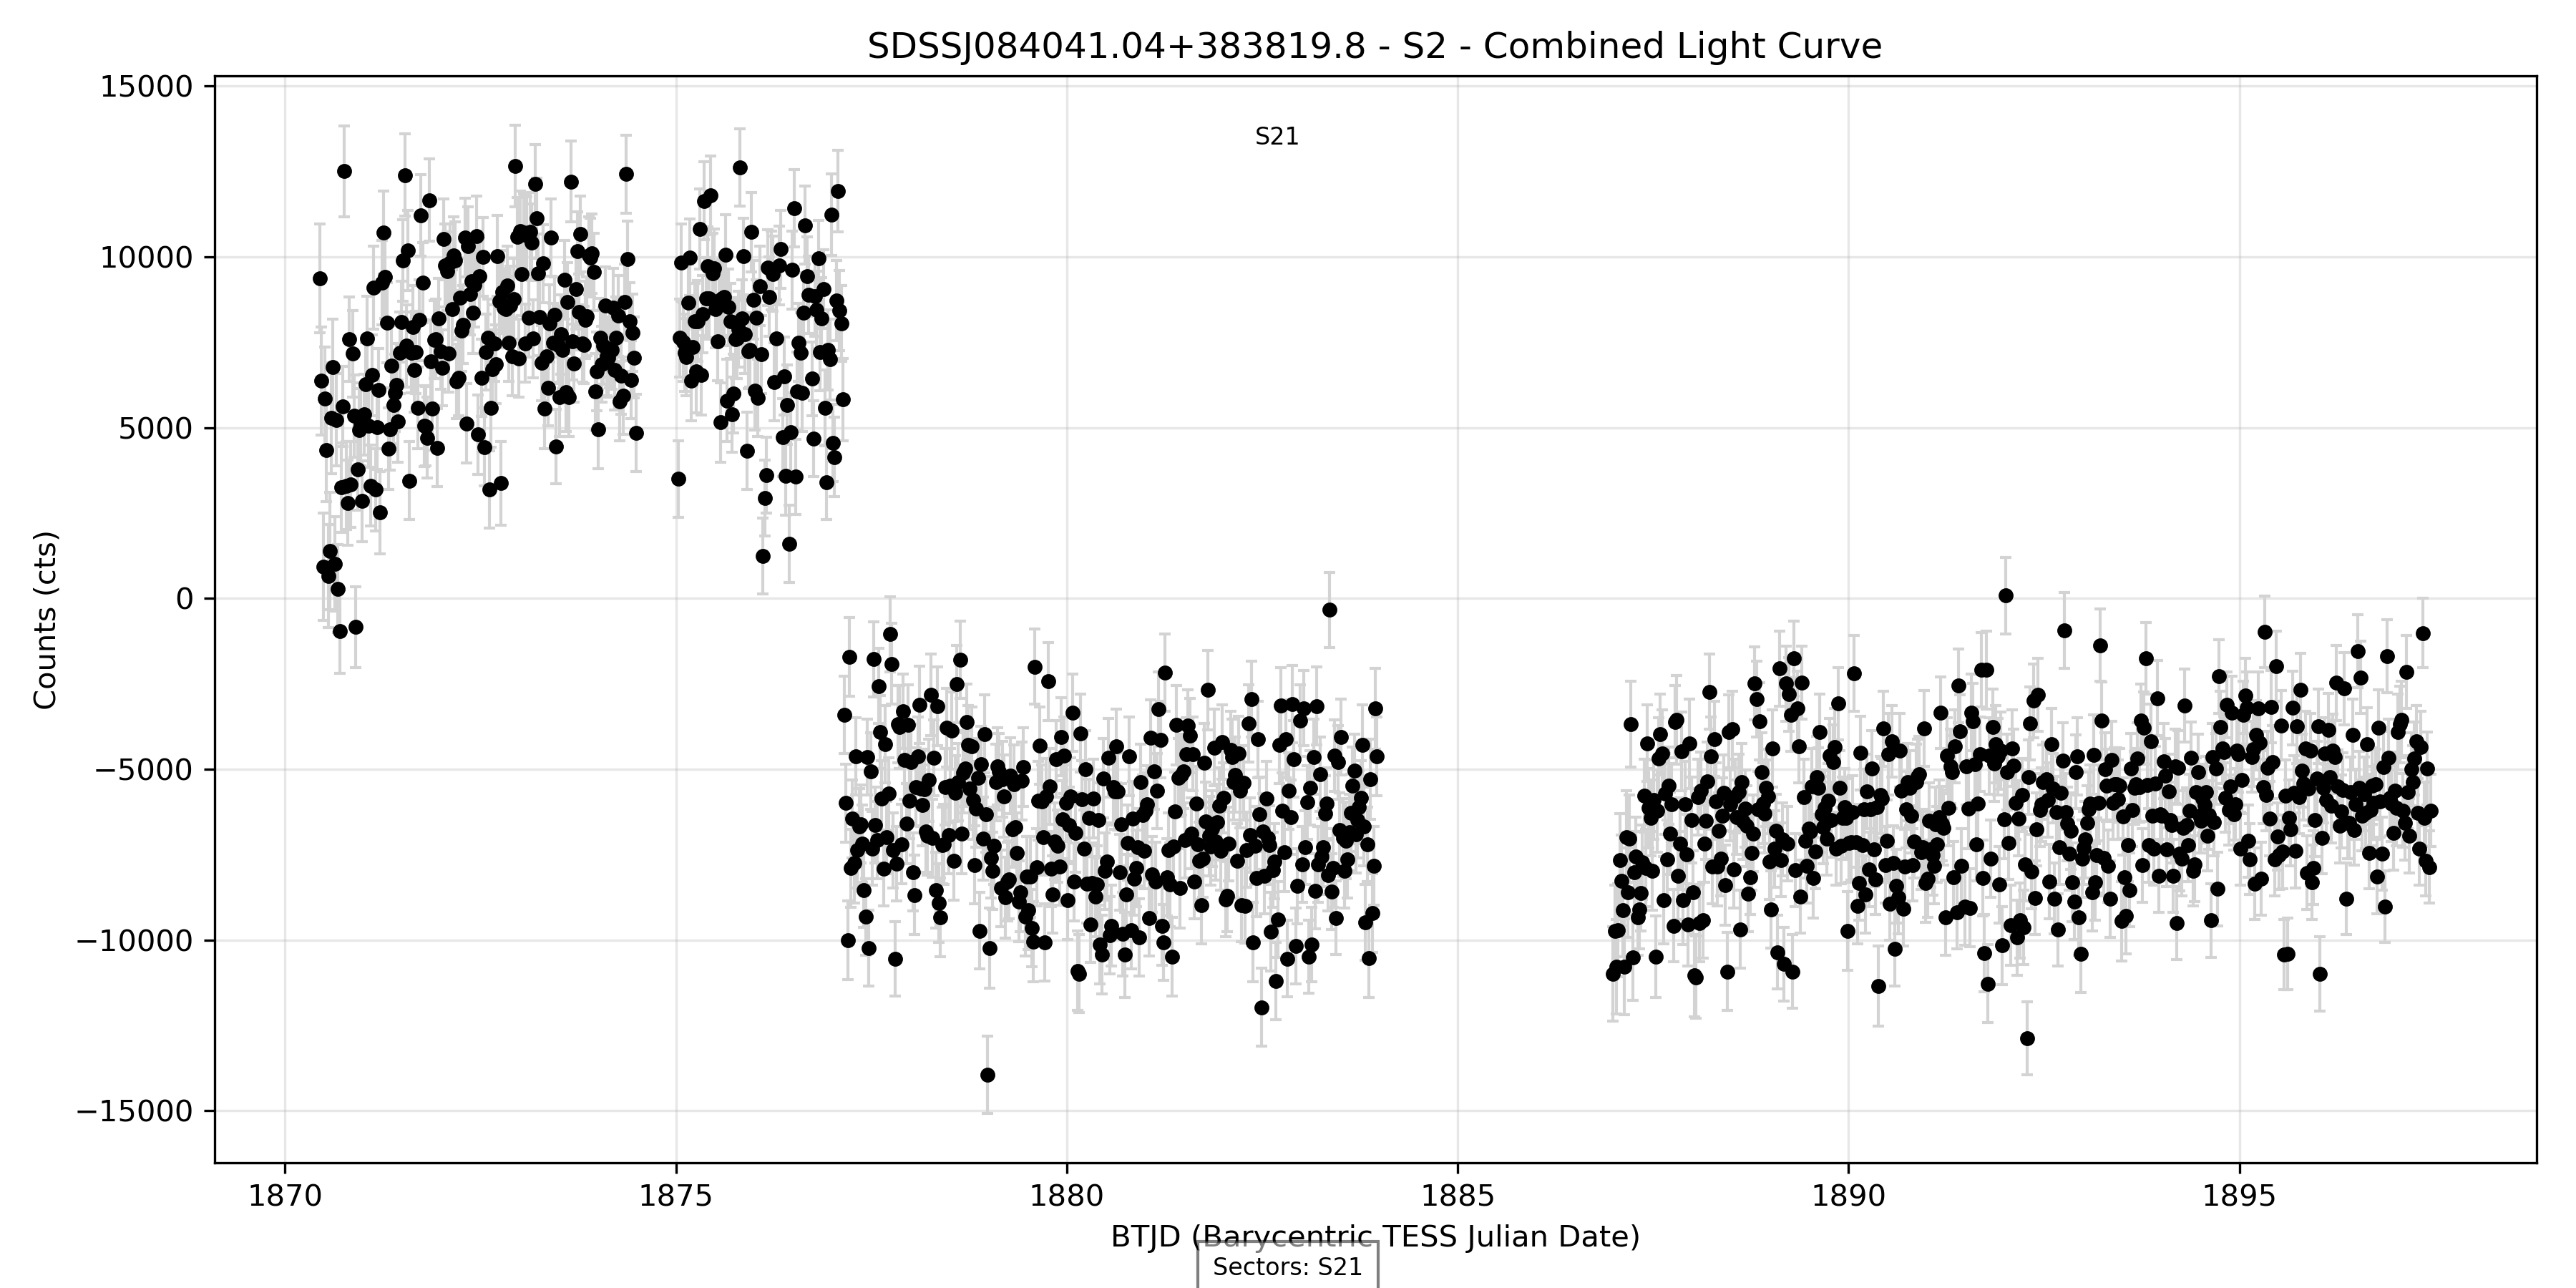 SDSSJ084041.04+383819.8 - S2 - Combined Light Curve
15000
S21
10000
5000
0
−5000
−10000
−15000
Counts (cts)
1870 1875 1880 1885 1890 1895
BTJD (Barycentric TESS Julian Date)
Sectors: S21